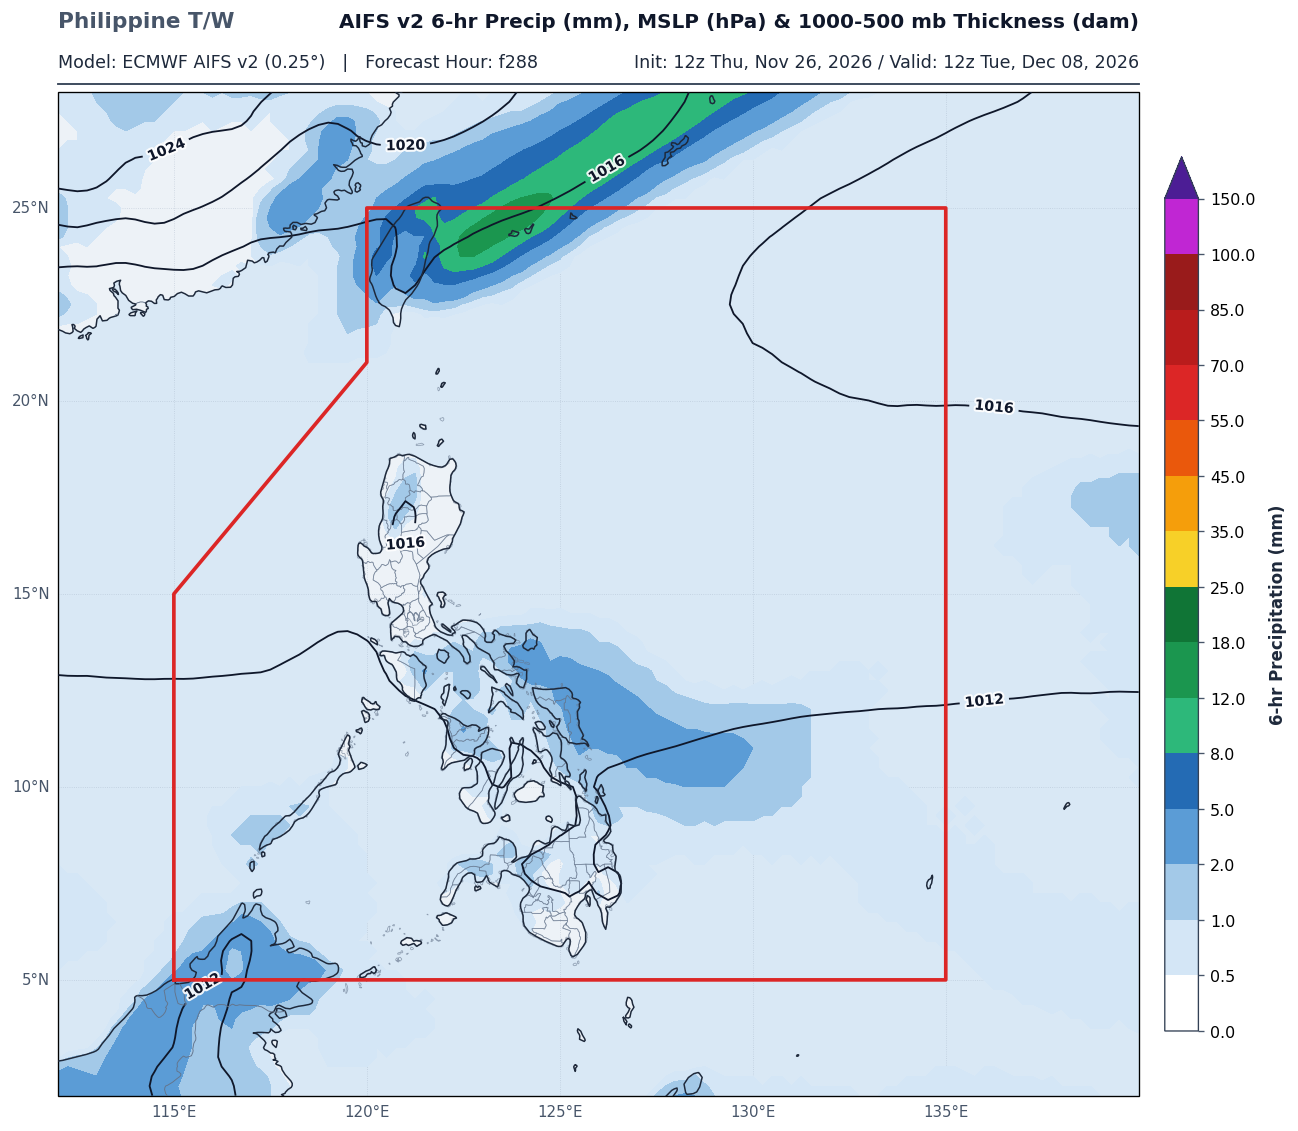 Philippine T/W
AIFS v2 6-hr Precip (mm), MSLP (hPa) & 1000-500 mb Thickness (dam)
Model: ECMWF AIFS v2 (0.25°) | Forecast Hour: f288
Init: 12z Thu, Nov 26, 2026 / Valid: 12z Tue, Dec 08, 2026
1024
1020
1016
1016
1016
1012
1012
25°N
20°N
15°N
10°N
5°N
115°E
120°E
125°E
130°E
135°E
150.0
100.0
85.0
70.0
55.0
45.0
35.0
25.0
18.0
12.0
8.0
5.0
2.0
1.0
0.5
0.0
6-hr Precipitation (mm)